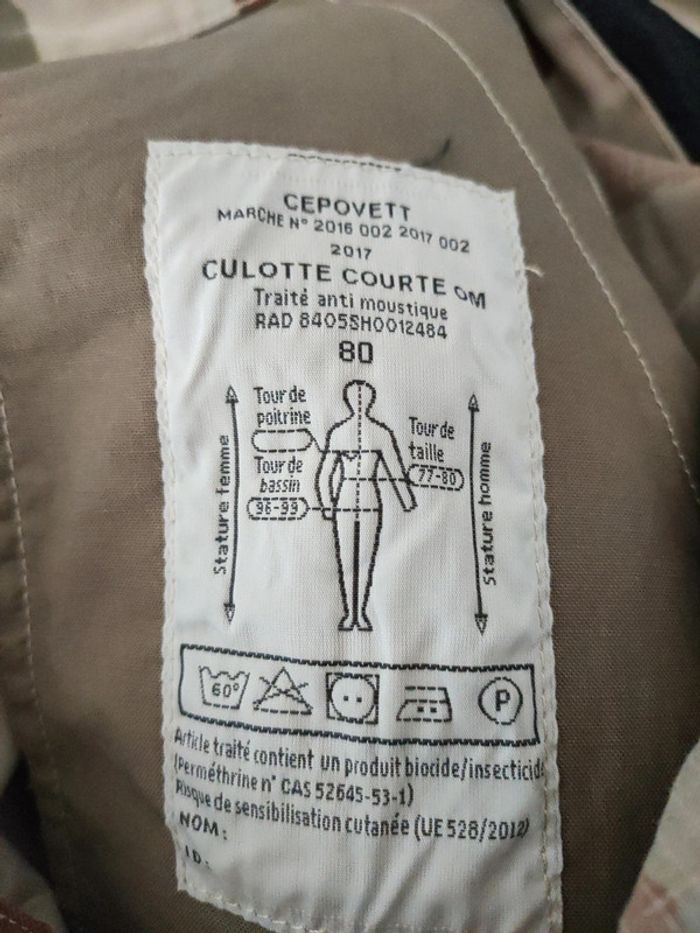 CEPOVETT
MARCHE N° 2016 002 2017 002
2017
CULOTTE COURTE OM
Traité anti moustique
RAD 8405SH0012484
80
Tour de
poitrine
Tour de
taille
77-80
Tour de
bassin
96-99
Stature femme
Stature homme
60°
P
Article traité contient un produit biocide/insecticide
(Perméthrine n° CAS 52645-53-1)
Risque de sensibilisation cutanée (UE 528/2012)
NOM :
ID: